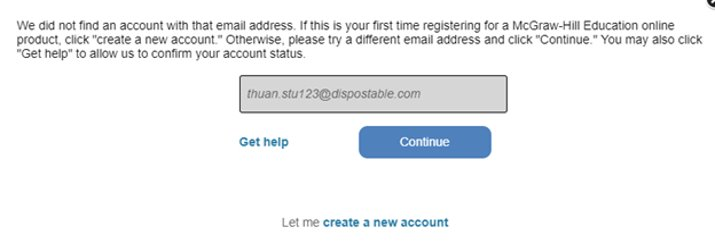 We did not find an account with that email address. If this is your first time registering for a McGraw-Hill Education online
product, click "create a new account." Otherwise, please try a different email address and click "Continue." You may also click
"Get help" to allow us to confirm your account status.
thuan.stu123@dispostable.com
Get help Continue
Let me create a new account